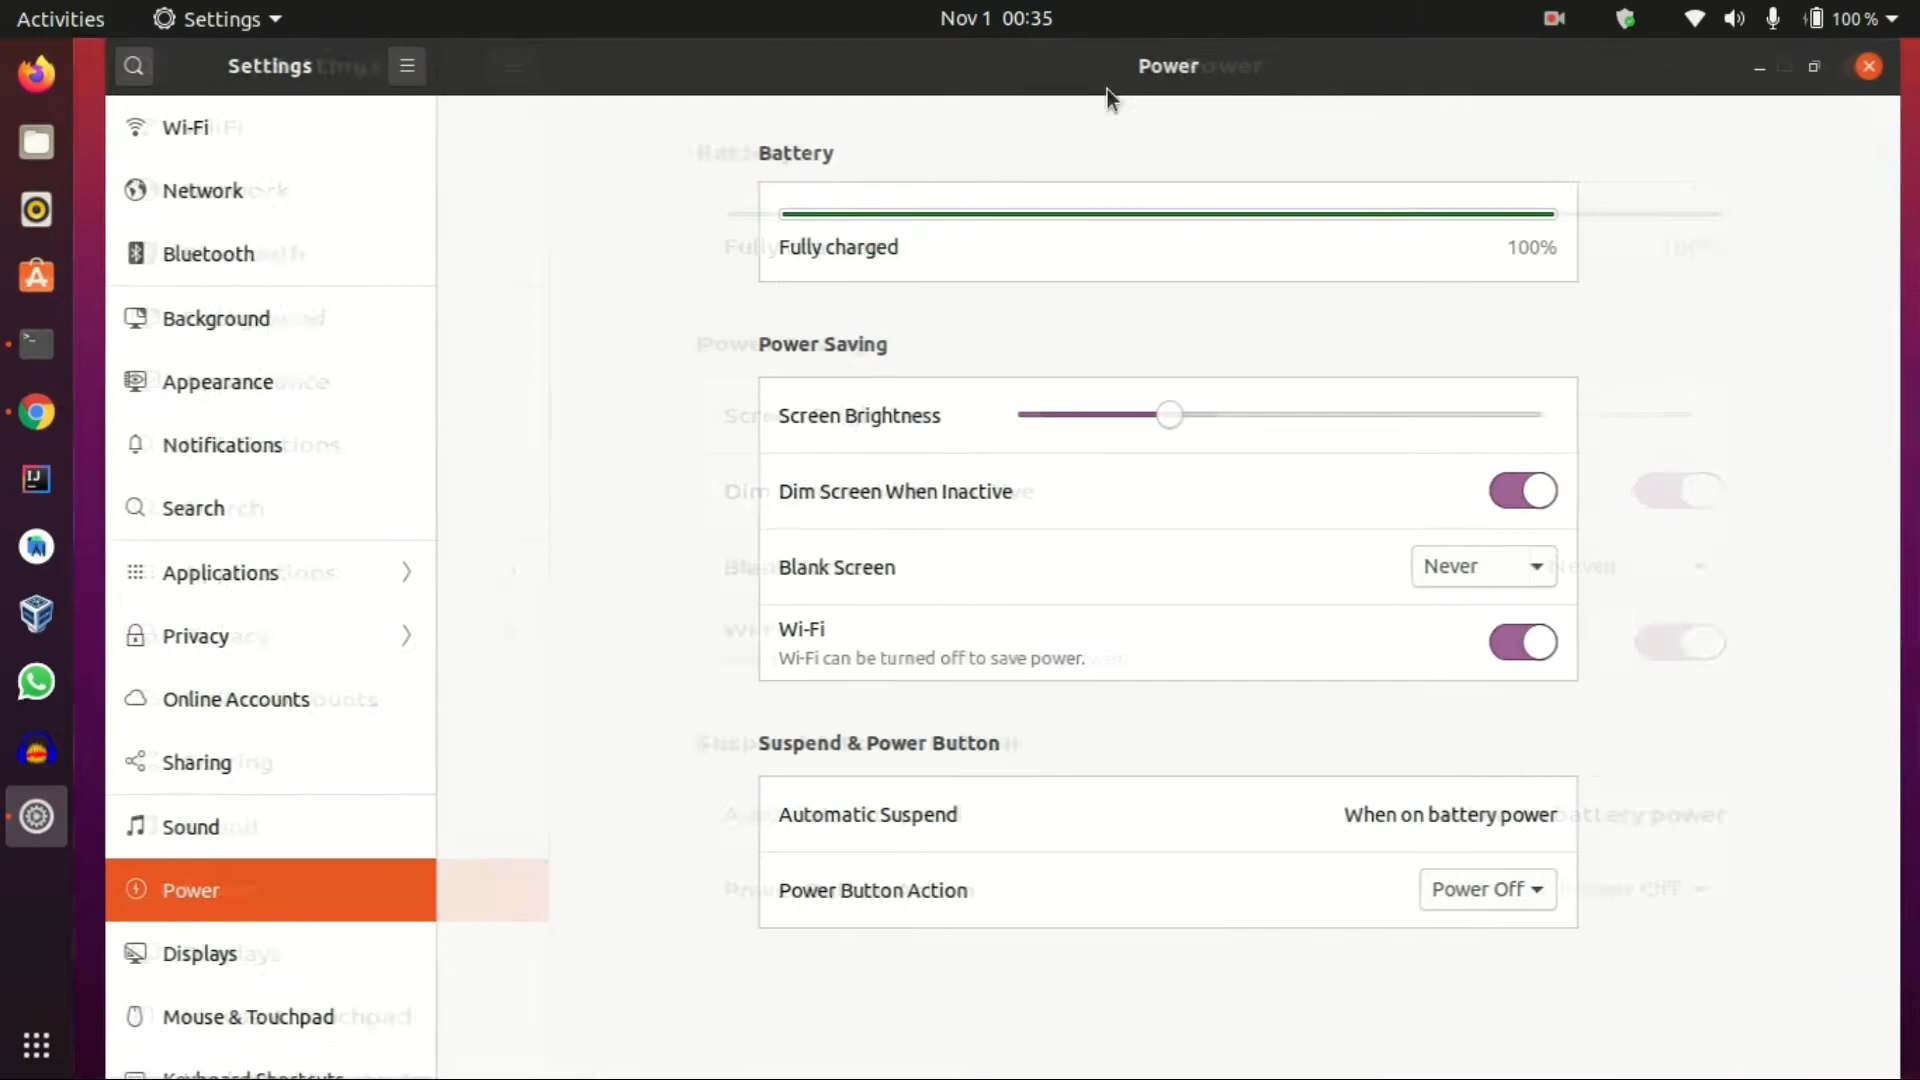 Activities
Settings
Nov 1 00:35
100 %
Settings
Power
Wi-Fi
Network
Bluetooth
Background
Appearance
Notifications
Search
Applications
Privacy
Online Accounts
Sharing
Sound
Power
Displays
Mouse & Touchpad
Keyboard Shortcuts
Battery
Fully charged
100%
Power Saving
Screen Brightness
Dim Screen When Inactive
Blank Screen
Never
Wi-Fi
Wi-Fi can be turned off to save power.
Suspend & Power Button
Automatic Suspend
When on battery power
Power Button Action
Power Off